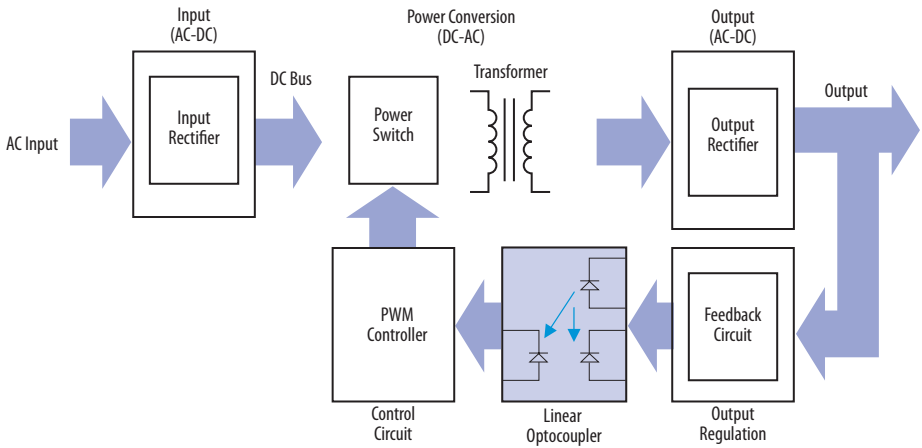 Input
(AC-DC)
Power Conversion
(DC-AC)
Output
(AC-DC)
DC Bus
Transformer
Output
AC Input
Input
Rectifier
Power
Switch
Output
Rectifier
PWM
Controller
Feedback
Circuit
Control
Circuit
Linear
Optocoupler
Output
Regulation